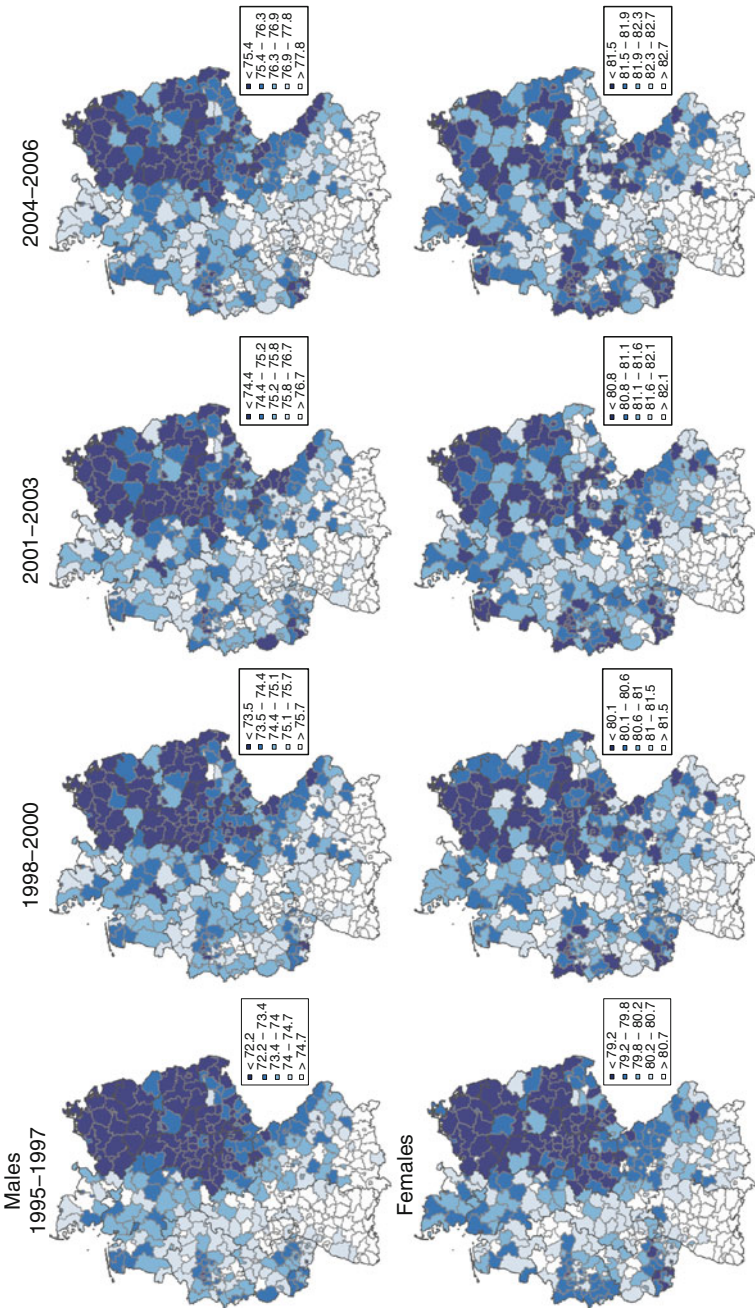 Males
1995–1997
1998–2000
2001–2003
2004–2006
< 72.2
72.2 – 73.4
73.4 – 74
74 – 74.7
> 74.7
< 73.5
73.5 – 74.4
74.4 – 75.1
75.1 – 75.7
> 75.7
< 74.4
74.4 – 75.2
75.2 – 75.8
75.8 – 76.7
> 76.7
< 75.4
75.4 – 76.3
76.3 – 76.9
76.9 – 77.8
> 77.8
Females
< 79.2
79.2 – 79.8
79.8 – 80.2
80.2 – 80.7
> 80.7
< 80.1
80.1 – 80.6
80.6 – 81
81 – 81.5
> 81.5
< 80.8
80.8 – 81.1
81.1 – 81.6
81.6 – 82.1
> 82.1
< 81.5
81.5 – 81.9
81.9 – 82.3
82.3 – 82.7
> 82.7